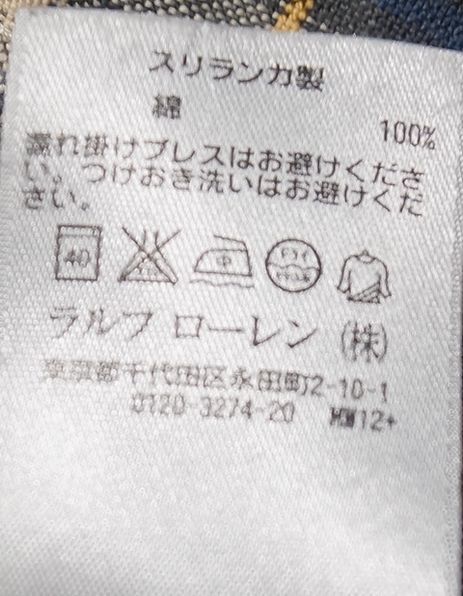 スリランカ製
綿 100%
濡れ掛けプレスはお避けくださ
い。つけおき洗いはお避けくだ
さい。
40 中 ドライ
ラルフ ローレン (株)
東京都千代田区永田町2-10-1
0120-3274-20 MW12+